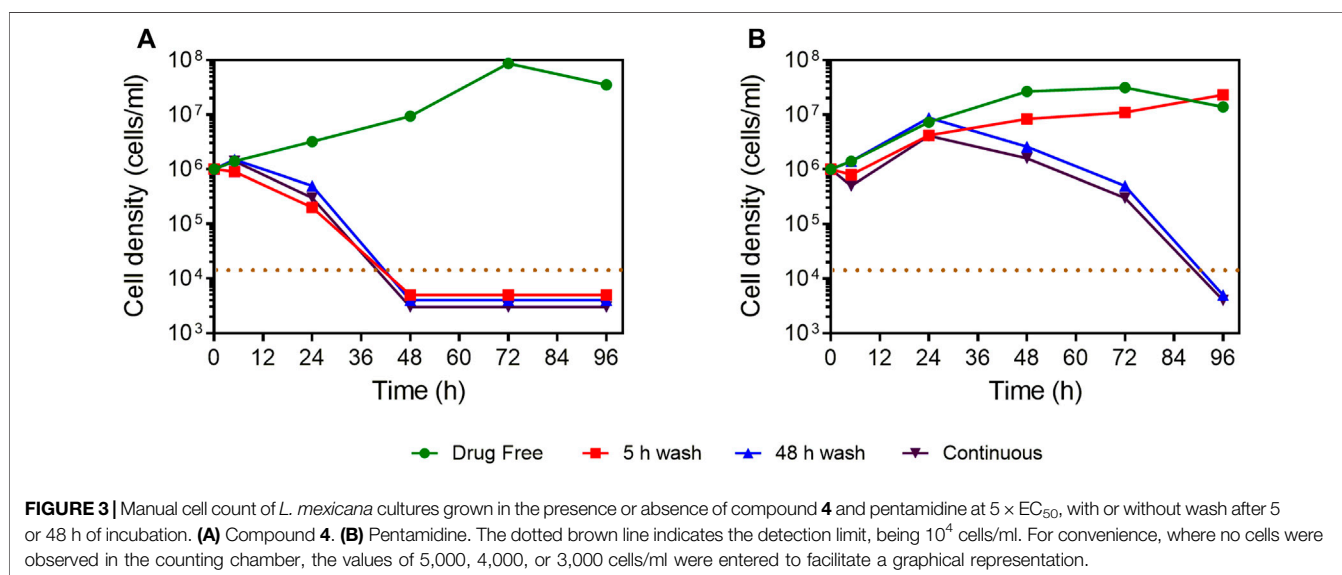 A
B
10⁸
10⁷
10⁶
10⁵
10⁴
10³
Cell density (cells/ml)
0 12 24 36 48 60 72 84 96
Time (h)
10⁸
10⁷
10⁶
10⁵
10⁴
10³
Cell density (cells/ml)
0 12 24 36 48 60 72 84 96
Time (h)
Drug Free 5 h wash 48 h wash Continuous
FIGURE 3 | Manual cell count of L. mexicana cultures grown in the presence or absence of compound 4 and pentamidine at 5 × EC₅₀, with or without wash after 5
or 48 h of incubation. (A) Compound 4. (B) Pentamidine. The dotted brown line indicates the detection limit, being 10⁴ cells/ml. For convenience, where no cells were
observed in the counting chamber, the values of 5,000, 4,000, or 3,000 cells/ml were entered to facilitate a graphical representation.